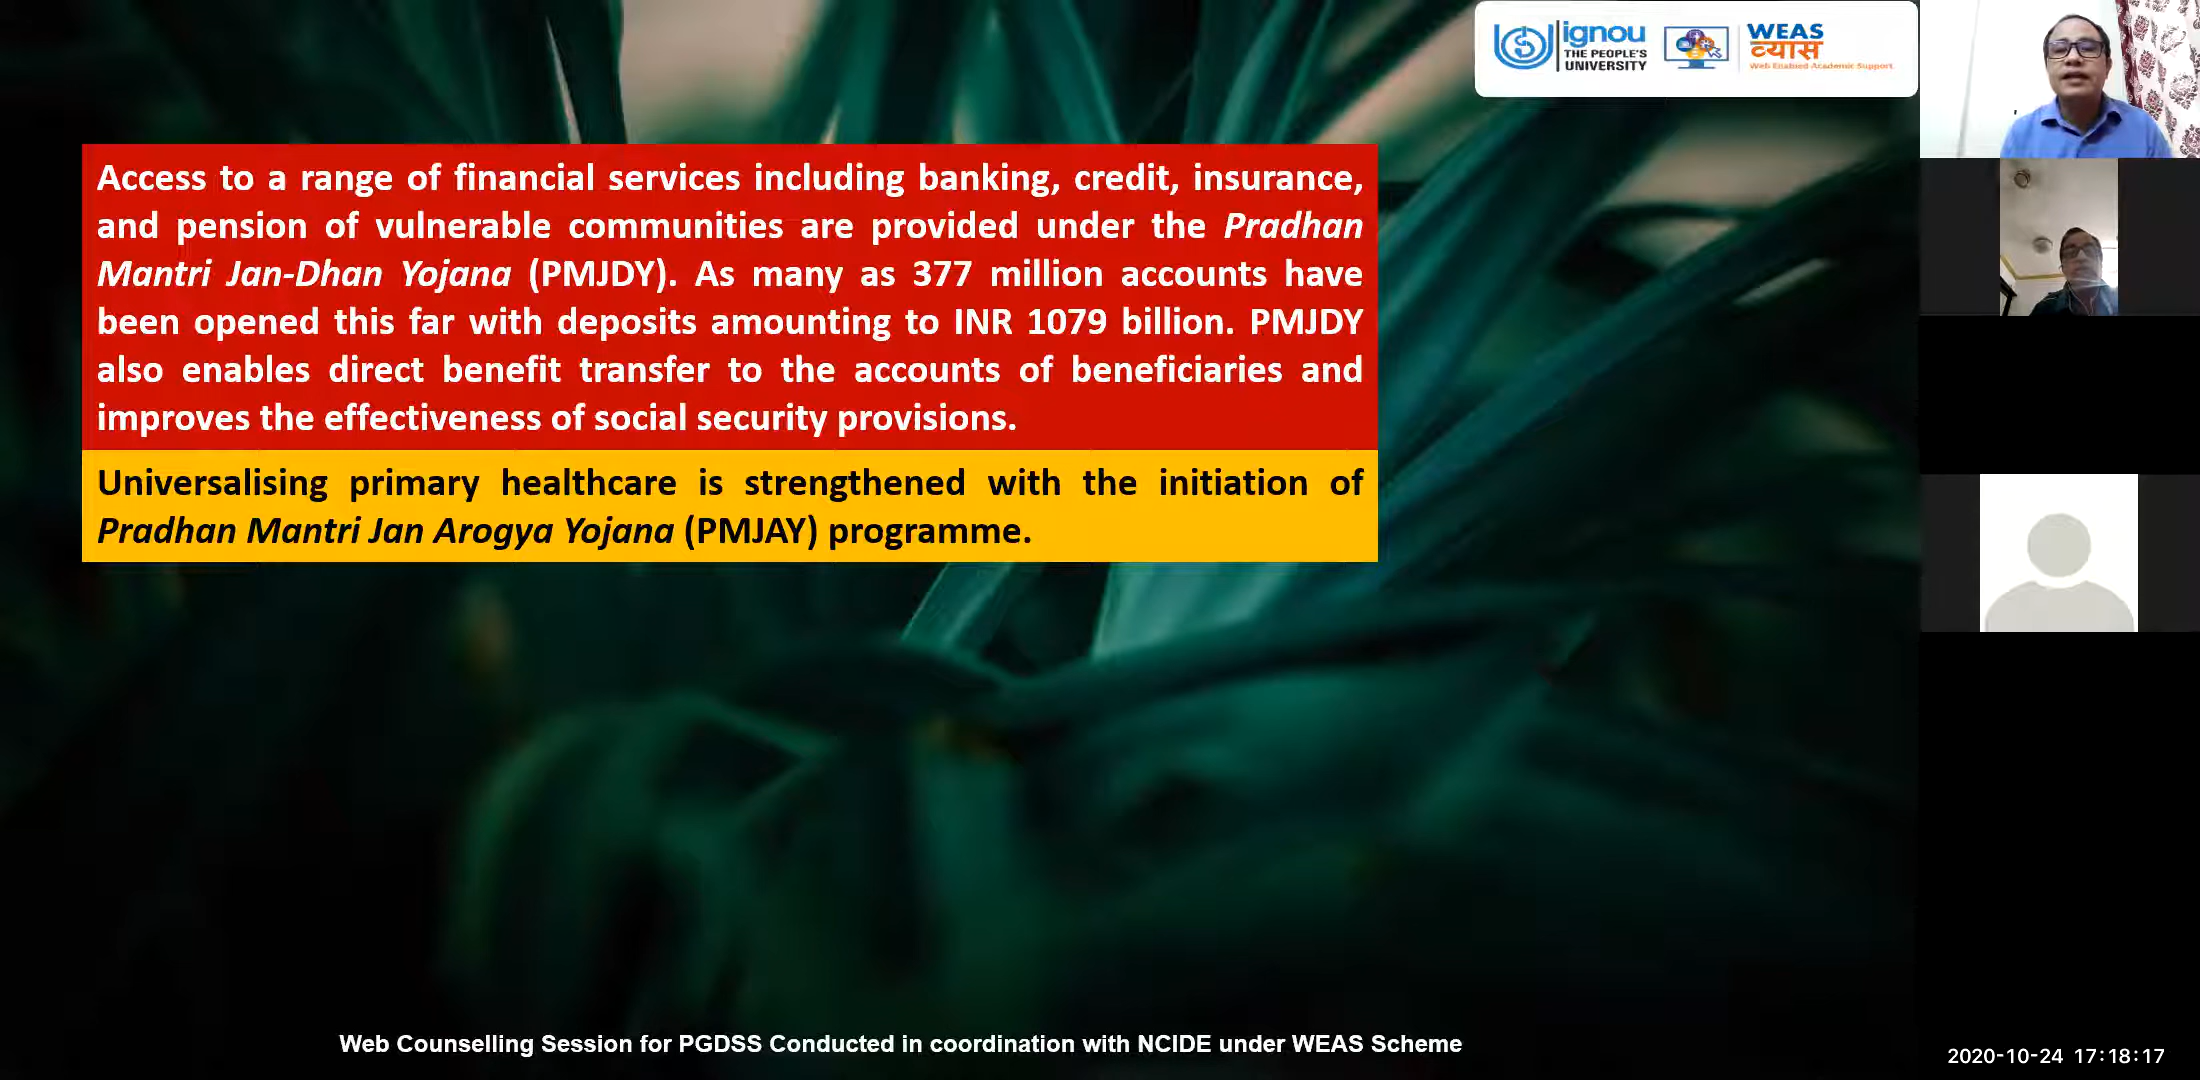 ignou
THE PEOPLE'S
UNIVERSITY
WEAS
व्यास
Web Enabled Academic Support
Access to a range of financial services including banking, credit, insurance,
and pension of vulnerable communities are provided under the Pradhan
Mantri Jan-Dhan Yojana (PMJDY). As many as 377 million accounts have
been opened this far with deposits amounting to INR 1079 billion. PMJDY
also enables direct benefit transfer to the accounts of beneficiaries and
improves the effectiveness of social security provisions.
Universalising primary healthcare is strengthened with the initiation of
Pradhan Mantri Jan Arogya Yojana (PMJAY) programme.
Web Counselling Session for PGDSS Conducted in coordination with NCIDE under WEAS Scheme
2020-10-24 17:18:17